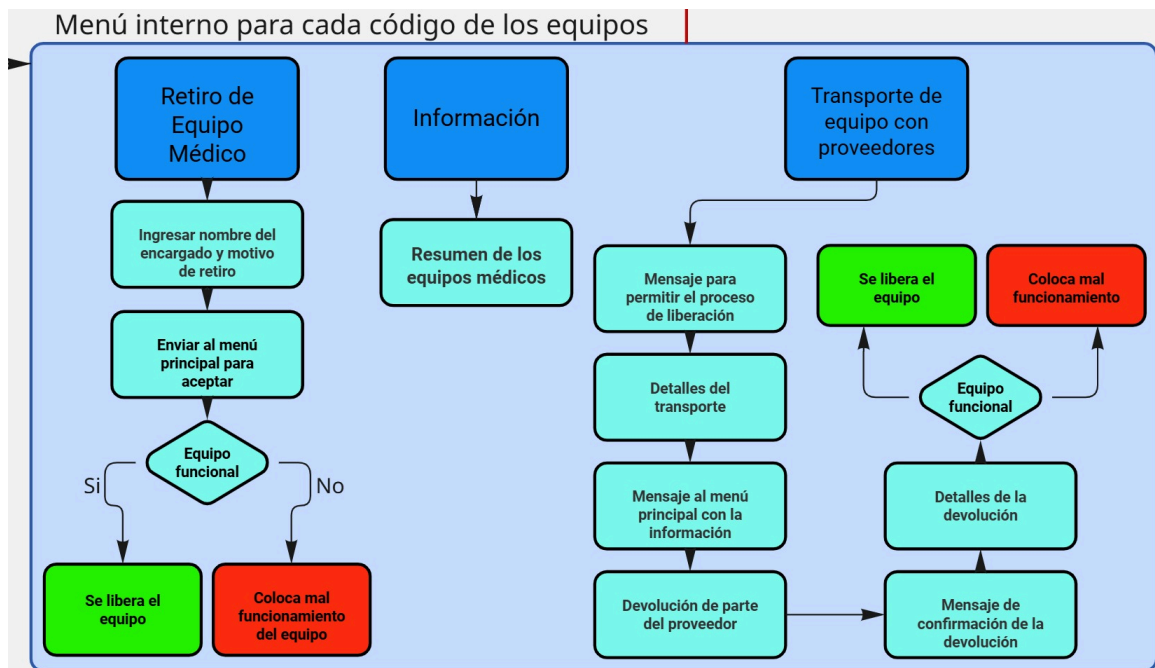 Menú interno para cada código de los equipos
Retiro de
Equipo
Médico
Ingresar nombre del
encargado y motivo
de retiro
Enviar al menú
principal para
aceptar
Equipo
funcional
Si
No
Se libera el
equipo
Coloca mal
funcionamiento
del equipo
Información
Resumen de los
equipos médicos
Transporte de
equipo con
proveedores
Mensaje para
permitir el proceso
de liberación
Detalles del
transporte
Mensaje al menú
principal con la
información
Devolución de parte
del proveedor
Mensaje de
confirmación de la
devolución
Detalles de la
devolución
Equipo
funcional
Se libera el
equipo
Coloca mal
funcionamiento